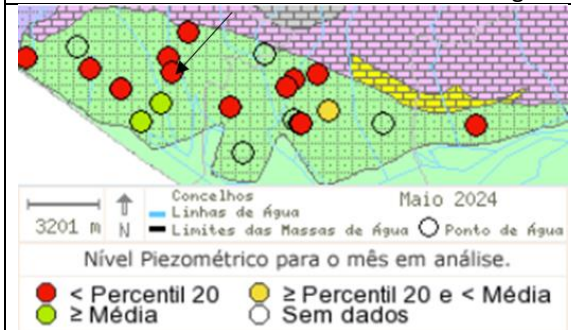 Concelhos
Maio 2024
Linhas de Água
3201 m N Limites das Massas de Água Ponto de Água
Nível Piezométrico para o mês em análise.
< Percentil 20 ≥ Percentil 20 e < Média
≥ Média Sem dados